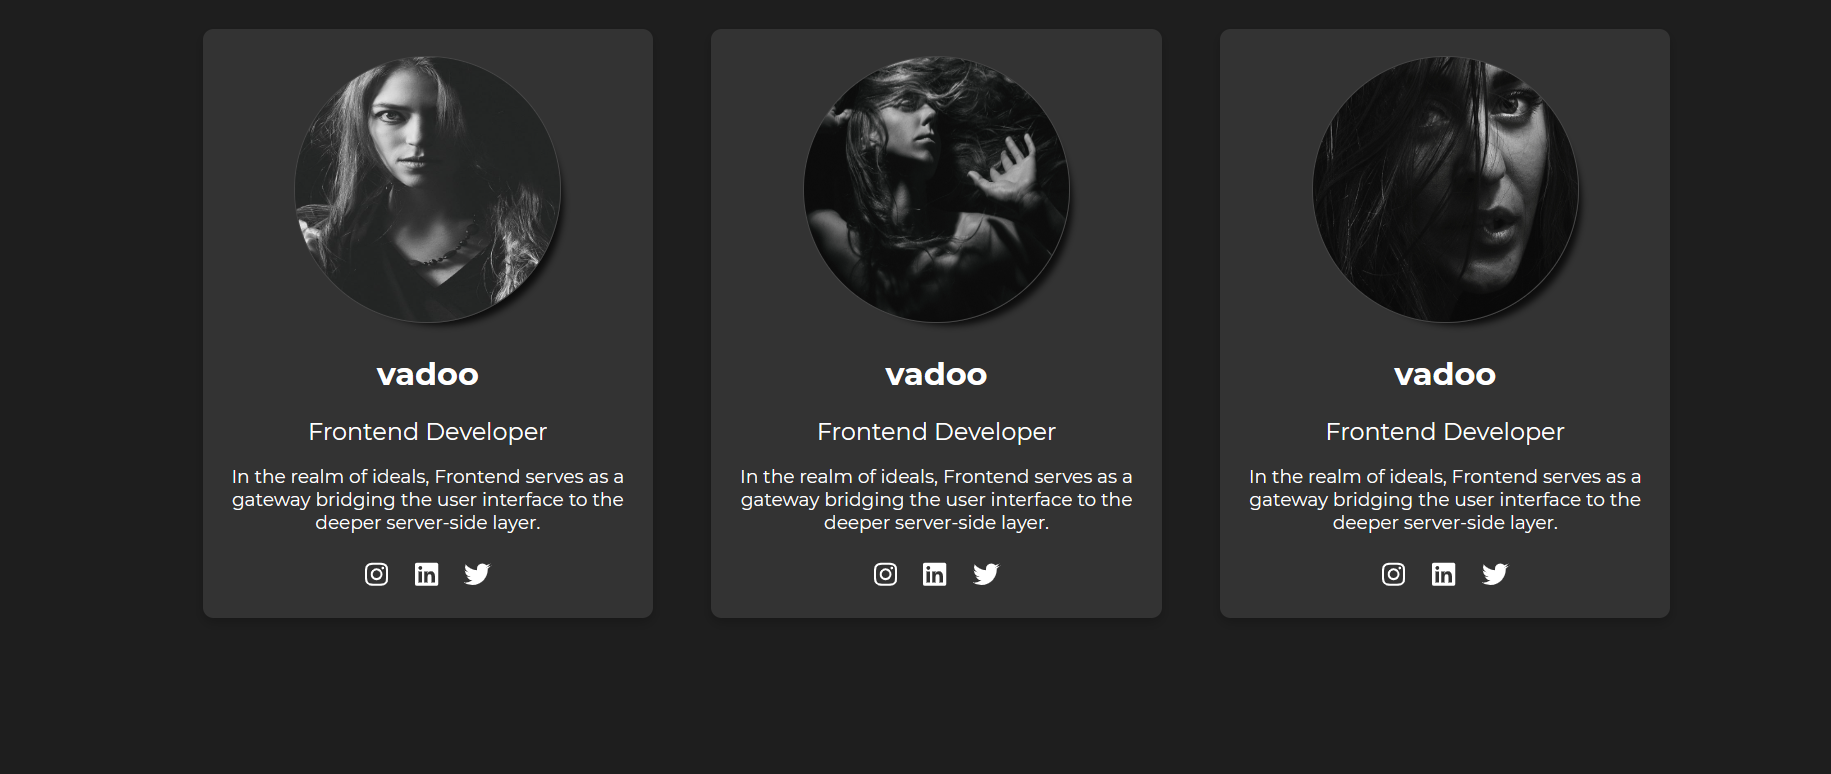 vadoo
Frontend Developer
In the realm of ideals, Frontend serves as a
gateway bridging the user interface to the
deeper server-side layer.
vadoo
Frontend Developer
In the realm of ideals, Frontend serves as a
gateway bridging the user interface to the
deeper server-side layer.
vadoo
Frontend Developer
In the realm of ideals, Frontend serves as a
gateway bridging the user interface to the
deeper server-side layer.